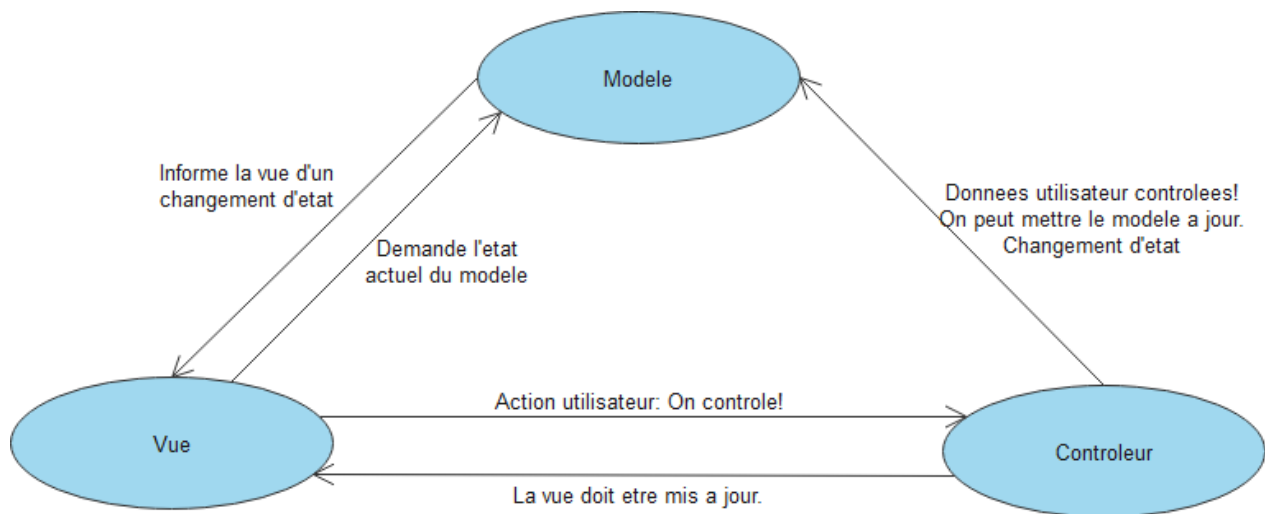 Modele
Informe la vue d'un
changement d'etat
Donnees utilisateur controlees!
On peut mettre le modele a jour.
Changement d'etat
Demande l'etat
actuel du modele
Action utilisateur: On controle!
Vue
Controleur
La vue doit etre mis a jour.